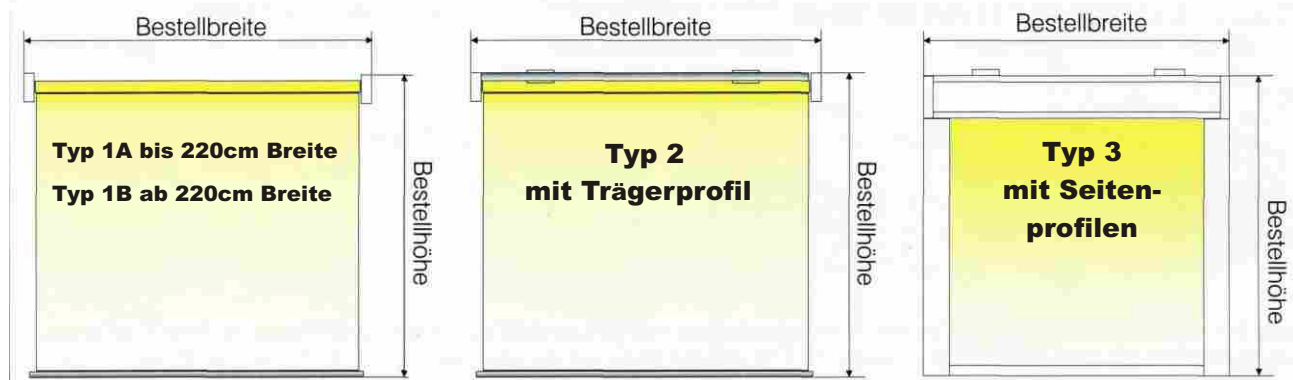 Bestellbreite
Typ 1A bis 220cm Breite
Typ 1B ab 220cm Breite
Bestellhöhe
Bestellbreite
Typ 2
mit Trägerprofil
Bestellhöhe
Bestellbreite
Typ 3
mit Seiten-
profilen
Bestellhöhe